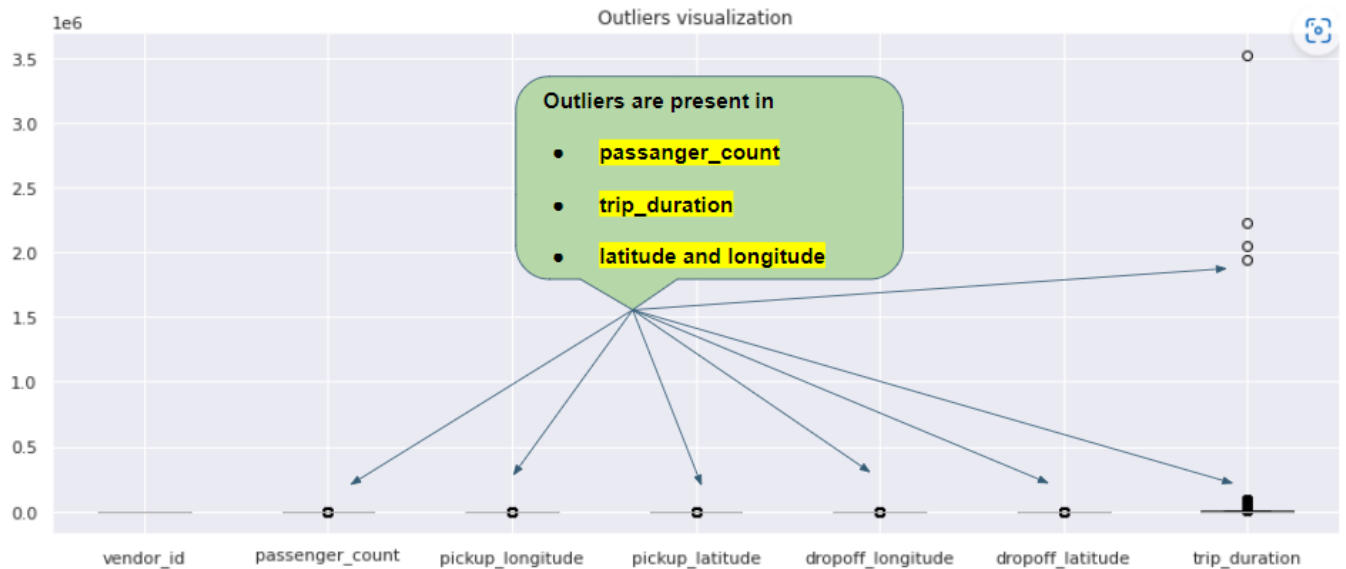 Outliers visualization
1e6
3.5
3.0
2.5
2.0
1.5
1.0
0.5
0.0
Outliers are present in
● passanger_count
● trip_duration
● latitude and longitude
vendor_id passenger_count pickup_longitude pickup_latitude dropoff_longitude dropoff_latitude trip_duration